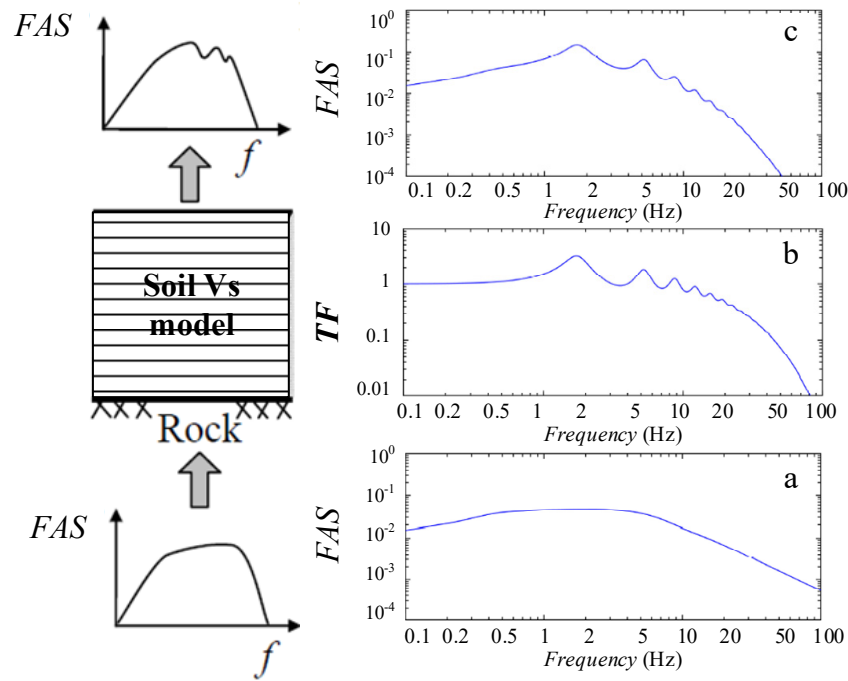 FAS
f
Soil Vs
model
Rock
FAS
f
c
FAS
10^0
10^-1
10^-2
10^-3
10^-4
0.1 0.2 0.5 1 2 5 10 20 50 100
Frequency (Hz)
b
TF
10
1
0.1
0.01
0.1 0.2 0.5 1 2 5 10 20 50 100
Frequency (Hz)
a
FAS
10^0
10^-1
10^-2
10^-3
10^-4
0.1 0.2 0.5 1 2 5 10 20 50 100
Frequency (Hz)